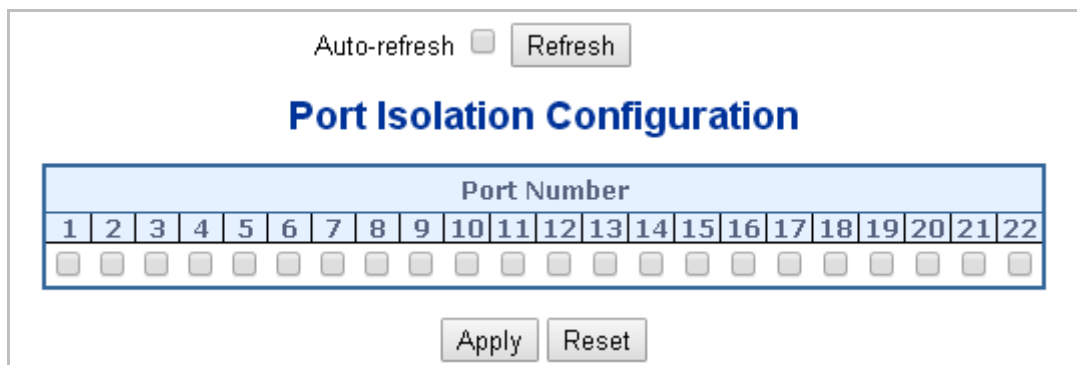 Auto-refresh Refresh
Port Isolation Configuration
Port Number
1 2 3 4 5 6 7 8 9 10 11 12 13 14 15 16 17 18 19 20 21 22
Apply Reset